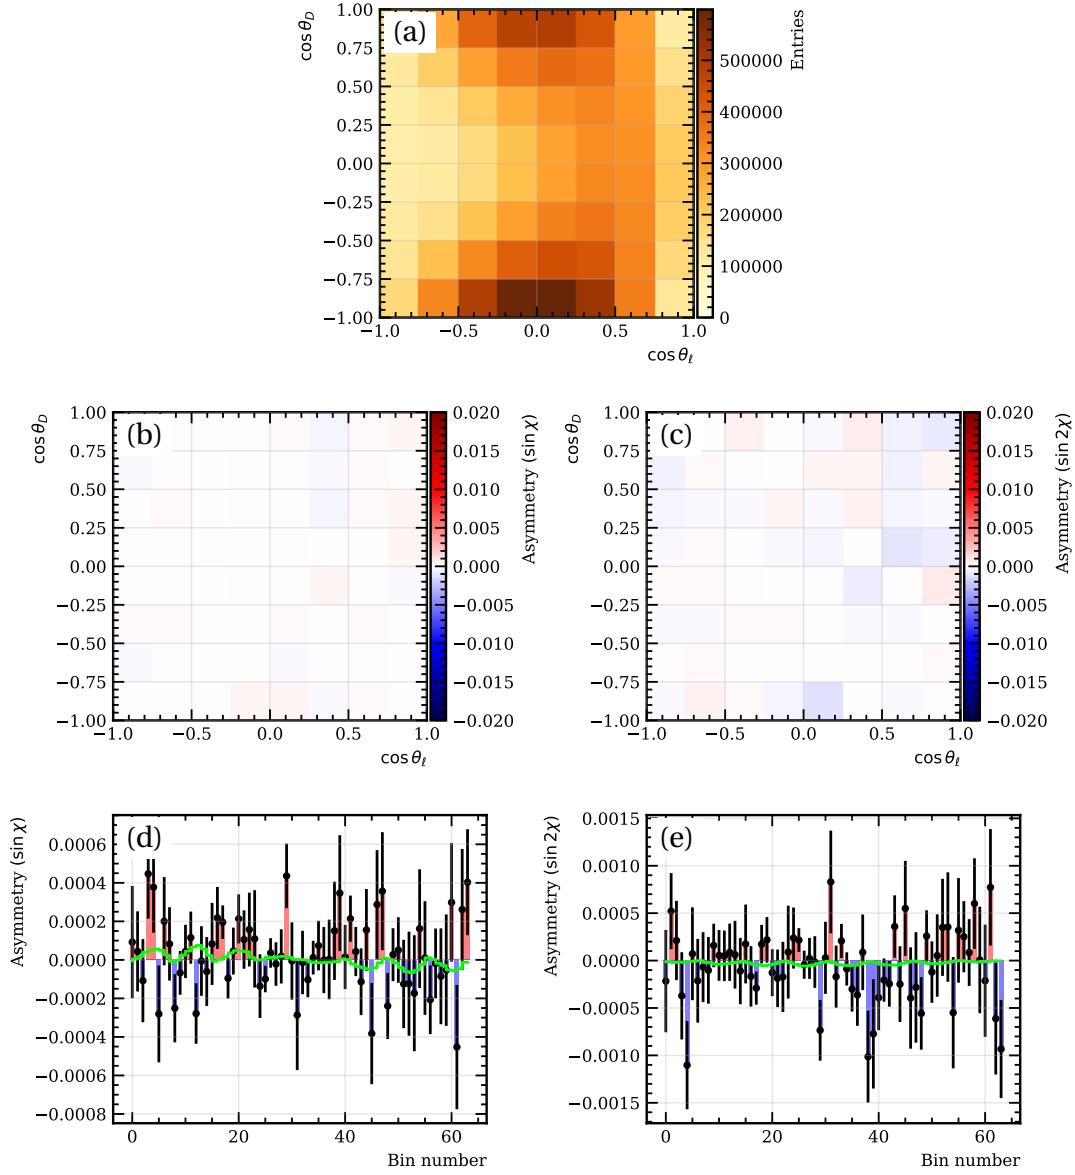 (a)
cos θ_D
1.00
0.75
0.50
0.25
0.00
−0.25
−0.50
−0.75
−1.00
−1.0 −0.5 0.0 0.5 1.0
cos θ_ℓ
Entries
500000
400000
300000
200000
100000
0
(b)
cos θ_D
1.00
0.75
0.50
0.25
0.00
−0.25
−0.50
−0.75
−1.00
−1.0 −0.5 0.0 0.5 1.0
cos θ_ℓ
Asymmetry (sin χ)
0.020
0.015
0.010
0.005
0.000
−0.005
−0.010
−0.015
−0.020
(c)
cos θ_D
1.00
0.75
0.50
0.25
0.00
−0.25
−0.50
−0.75
−1.00
−1.0 −0.5 0.0 0.5 1.0
cos θ_ℓ
Asymmetry (sin 2χ)
0.020
0.015
0.010
0.005
0.000
−0.005
−0.010
−0.015
−0.020
(d)
Asymmetry (sin χ)
0.0006
0.0004
0.0002
0.0000
−0.0002
−0.0004
−0.0006
−0.0008
0 20 40 60
Bin number
(e)
Asymmetry (sin 2χ)
0.0015
0.0010
0.0005
0.0000
−0.0005
−0.0010
−0.0015
0 20 40 60
Bin number